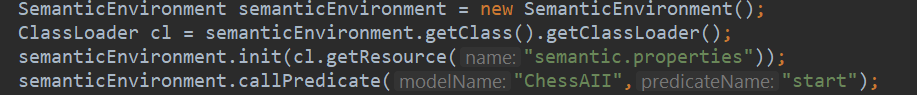 SemanticEnvironment semanticEnvironment = new SemanticEnvironment();
ClassLoader cl = semanticEnvironment.getClass().getClassLoader();
semanticEnvironment.init(cl.getResource( name: "semantic.properties"));
semanticEnvironment.callPredicate( modelName: "ChessAII", predicateName: "start");